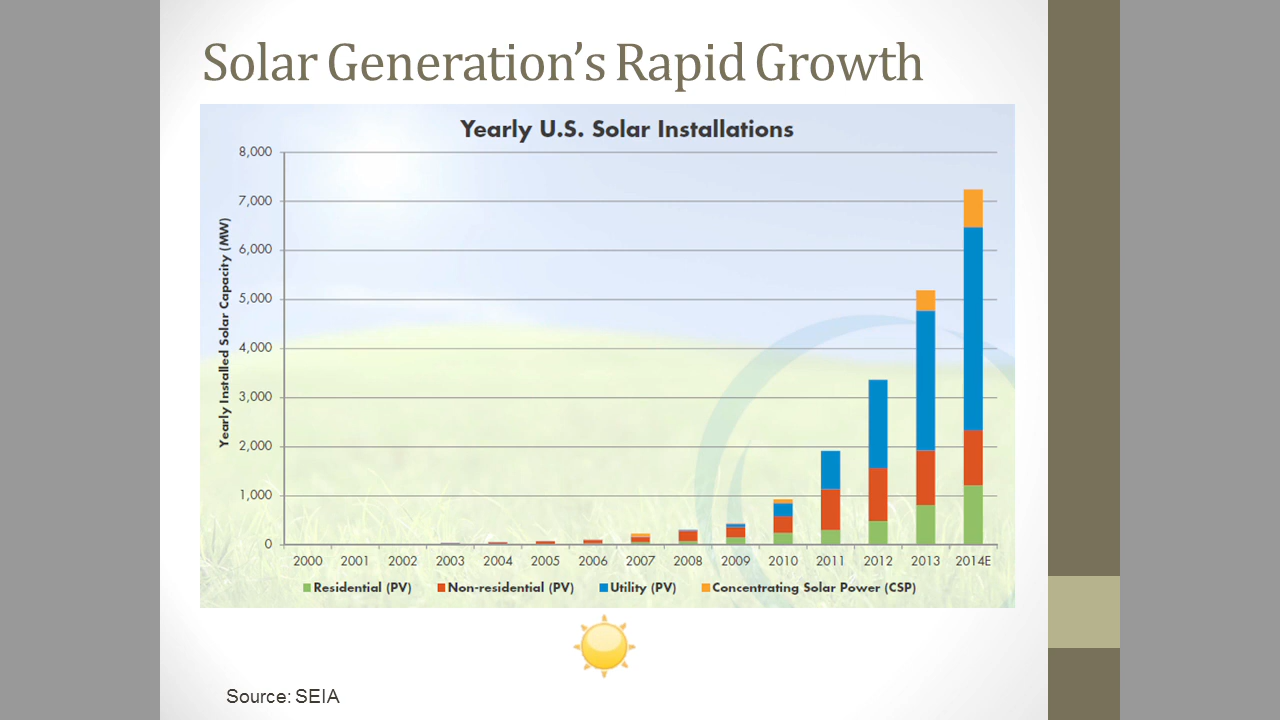 Solar Generation’s Rapid Growth
Yearly U.S. Solar Installations
Yearly Installed Solar Capacity (MW)
8,000
7,000
6,000
5,000
4,000
3,000
2,000
1,000
0
2000 2001 2002 2003 2004 2005 2006 2007 2008 2009 2010 2011 2012 2013 2014E
Residential (PV) Non-residential (PV) Utility (PV) Concentrating Solar Power (CSP)
Source: SEIA